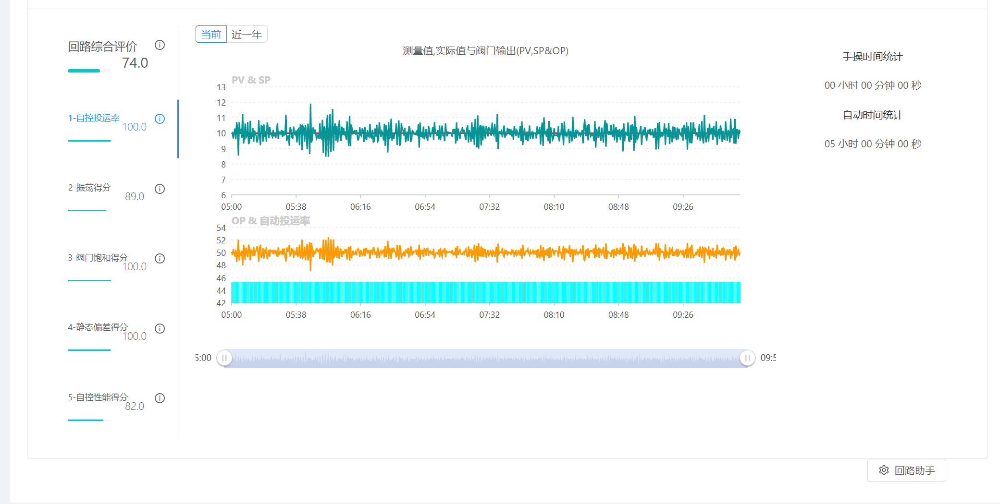 回路综合评价
74.0
1-自控投运率
100.0
2-振荡得分
89.0
3-阀门饱和得分
100.0
4-静态偏差得分
100.0
5-自控性能得分
82.0
当前 近一年
测量值,实际值与阀门输出(PV,SP&OP)
PV & SP
13
12
11
10
9
8
7
6
05:00 05:38 06:16 06:54 07:32 08:10 08:48 09:26
OP & 自动投运率
54
52
50
48
46
44
42
05:00 05:38 06:16 06:54 07:32 08:10 08:48 09:26
5:00 09:5
手操时间统计
00 小时 00 分钟 00 秒
自动时间统计
05 小时 00 分钟 00 秒
回路助手